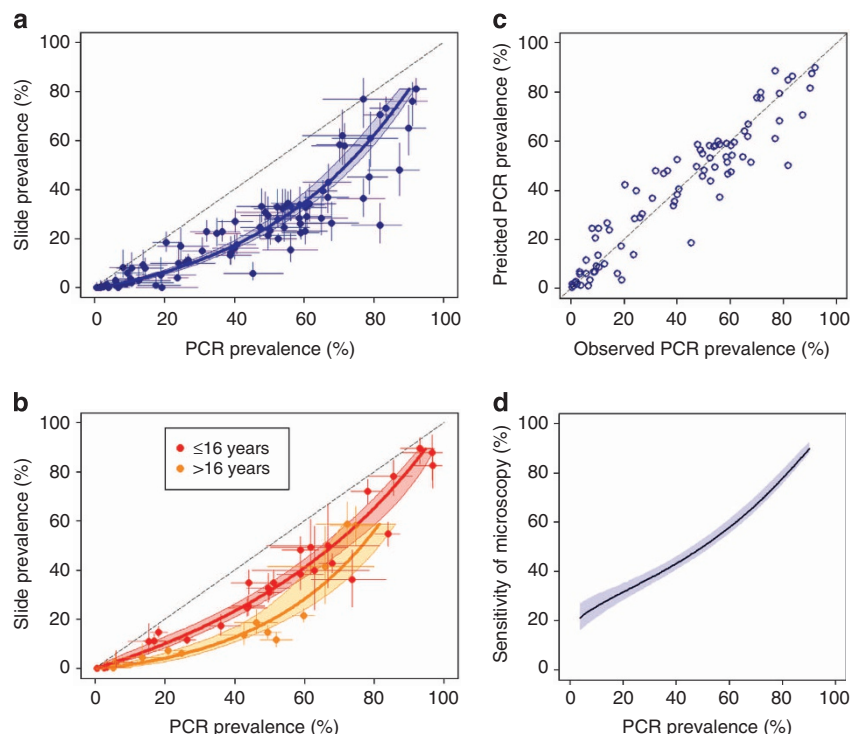 a
Slide prevalence (%)
100
80
60
40
20
0
0 20 40 60 80 100
PCR prevalence (%)
c
Preicted PCR prevalence (%)
100
80
60
40
20
0
0 20 40 60 80 100
Observed PCR prevalence (%)
b
Slide prevalence (%)
100
80
60
40
20
0
≤16 years
>16 years
0 20 40 60 80 100
PCR prevalence (%)
d
Sensitivity of microscopy (%)
100
80
60
40
20
0
0 20 40 60 80 100
PCR prevalence (%)